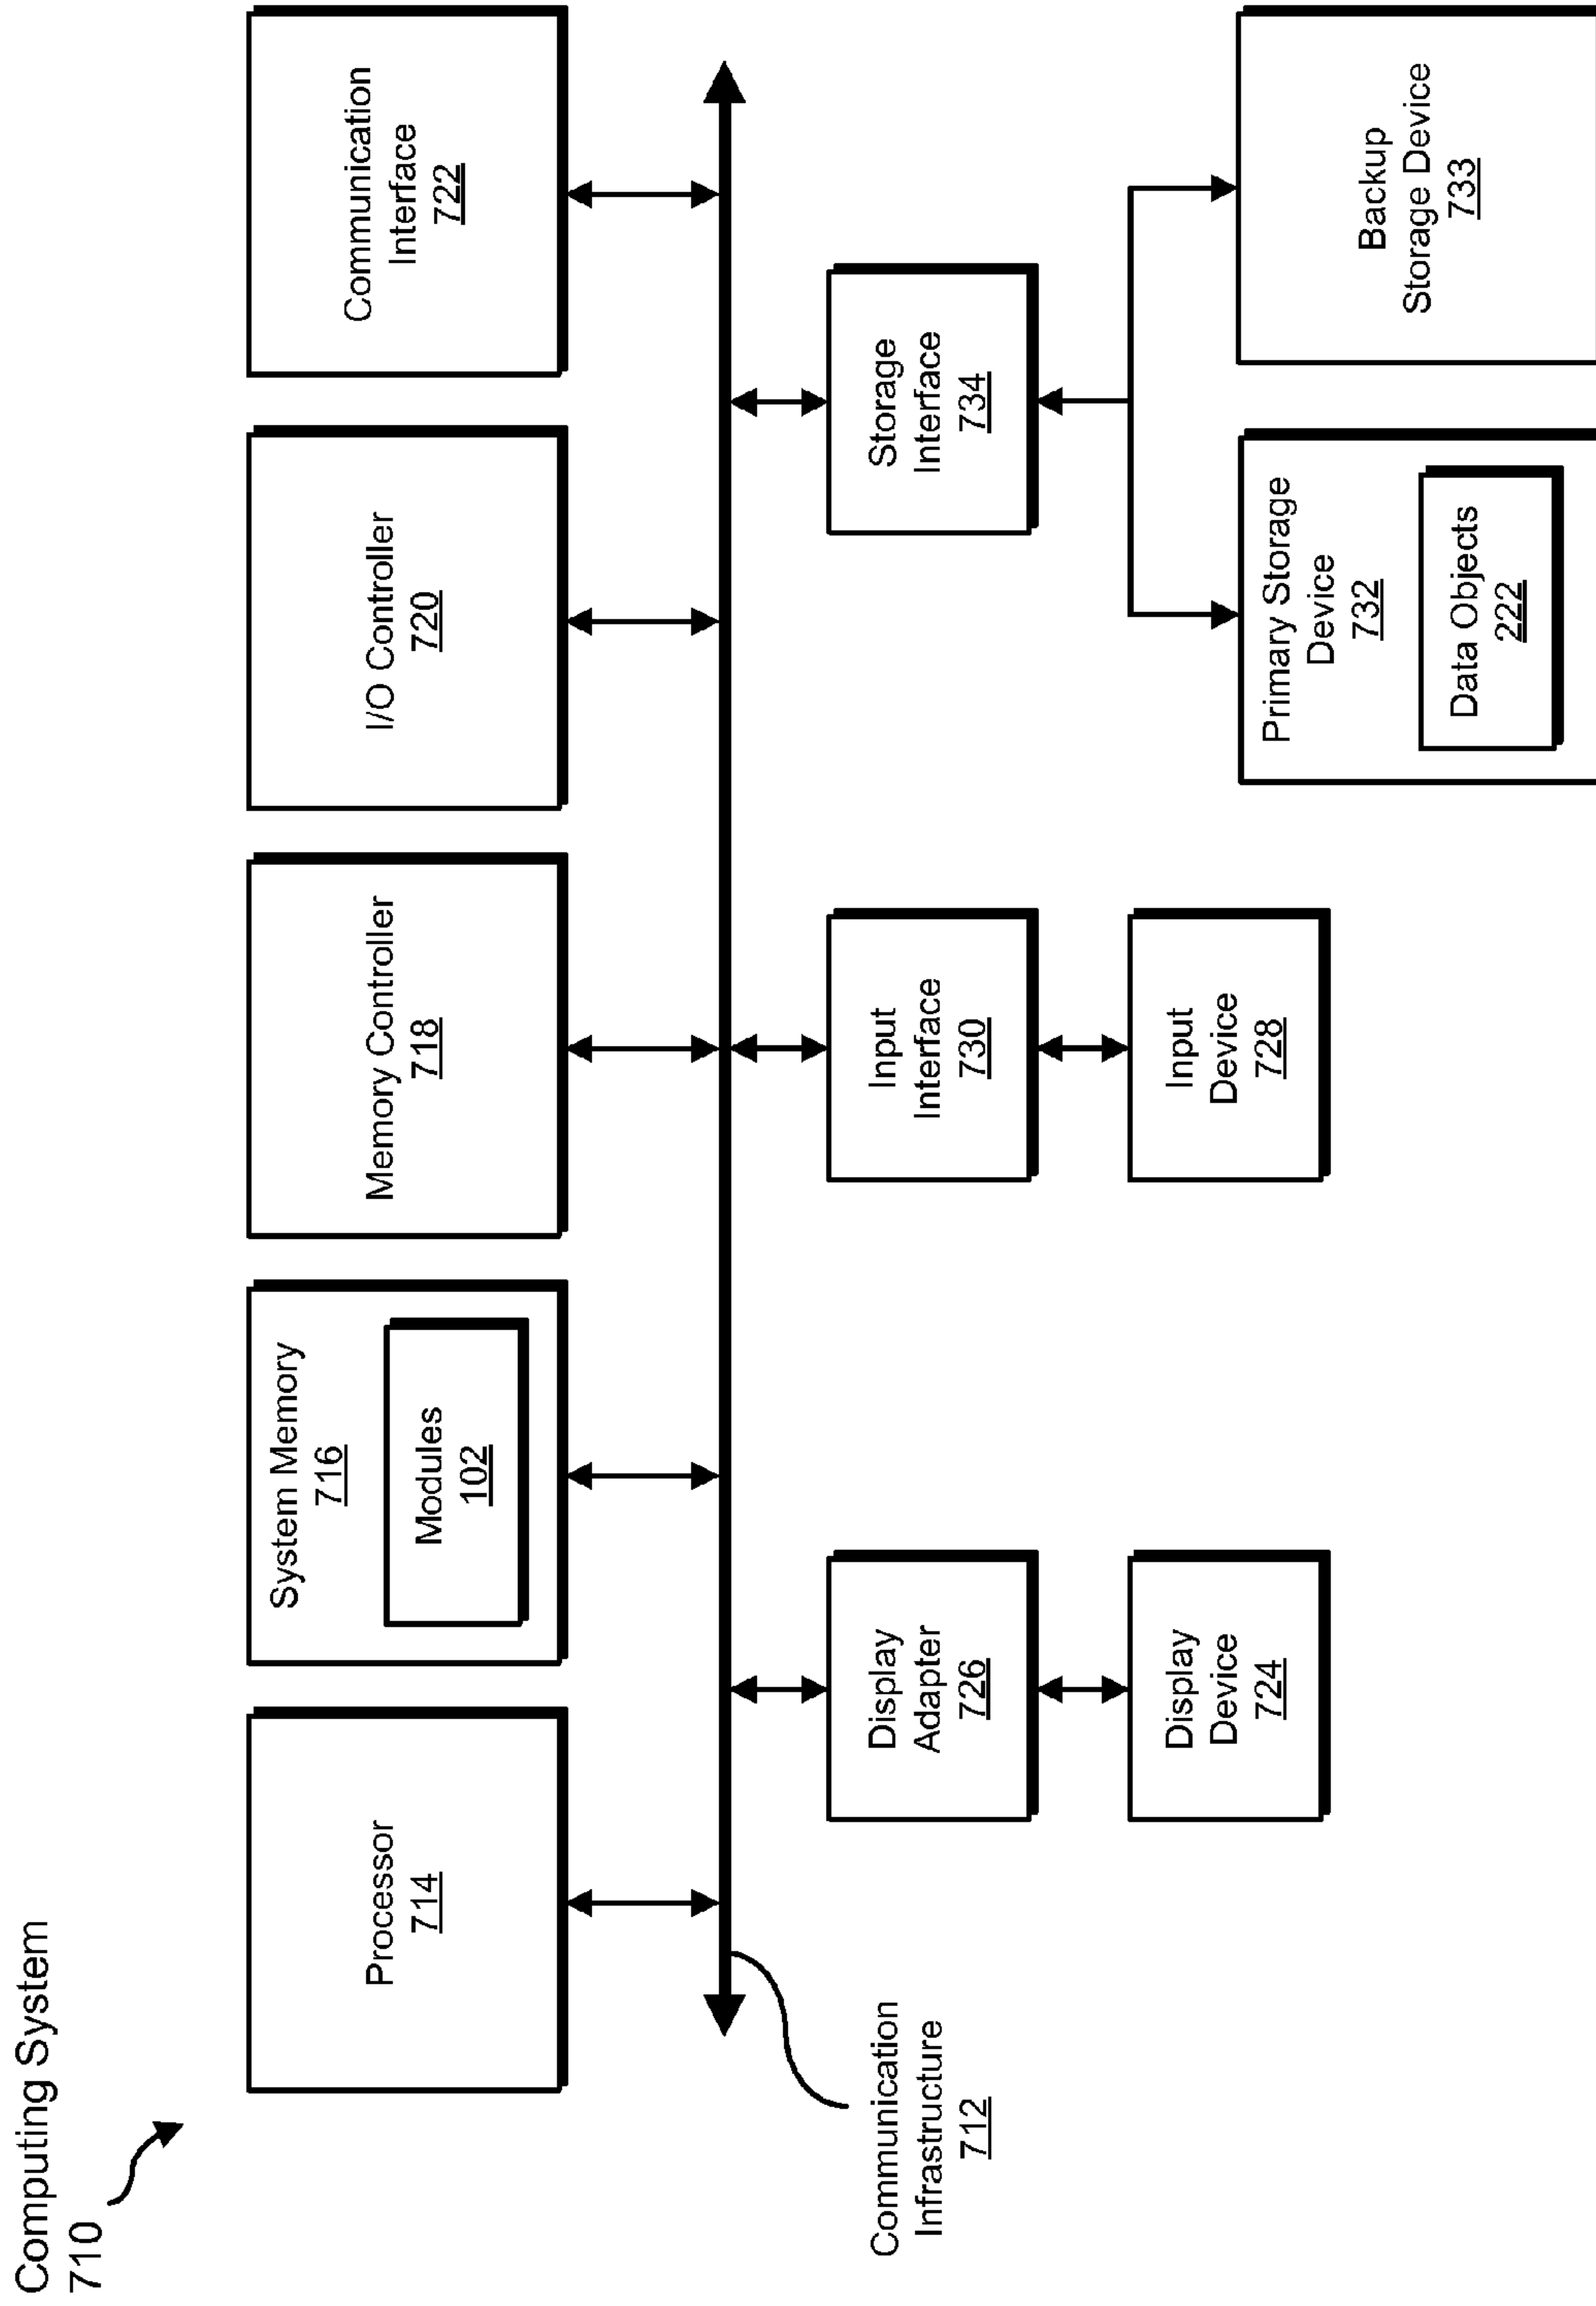 Computing System
710
Processor
714
System Memory
716
Modules
102
Memory Controller
718
I/O Controller
720
Communication
Interface
722
Communication
Infrastructure
712
Display
Adapter
726
Input
Interface
730
Storage
Interface
734
Display
Device
724
Input
Device
728
Primary Storage
Device
732
Data Objects
222
Backup
Storage Device
733